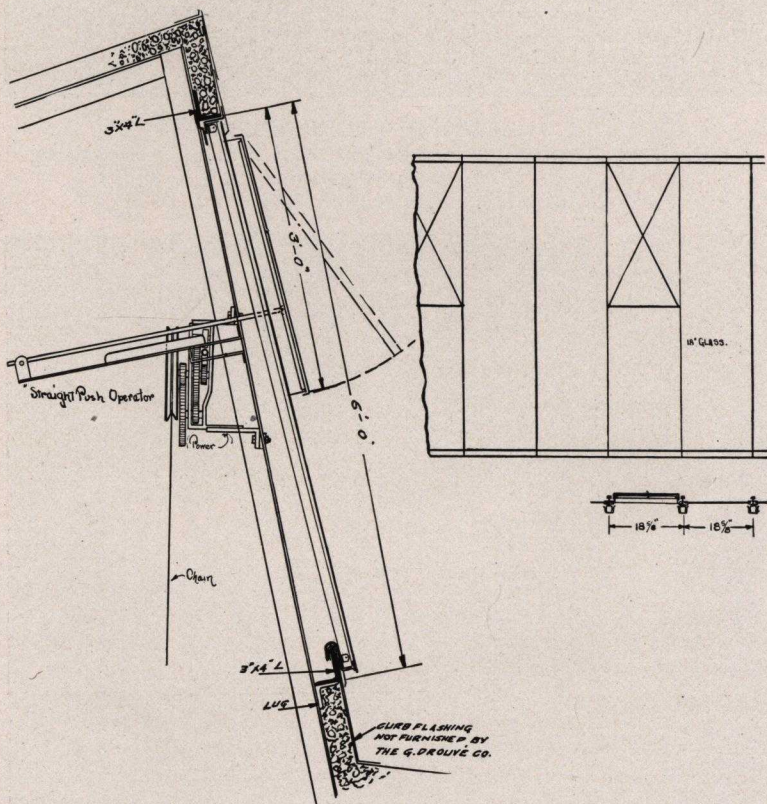 3"X4" L
3'-0"
6'-0"
18" GLASS.
"Straight Push Operator
Power
18⅝" 18⅝"
Chain
3"X4" L
LUG
CURB FLASHING
NOT FURNISHED BY
THE G. DROUVÉ CO.